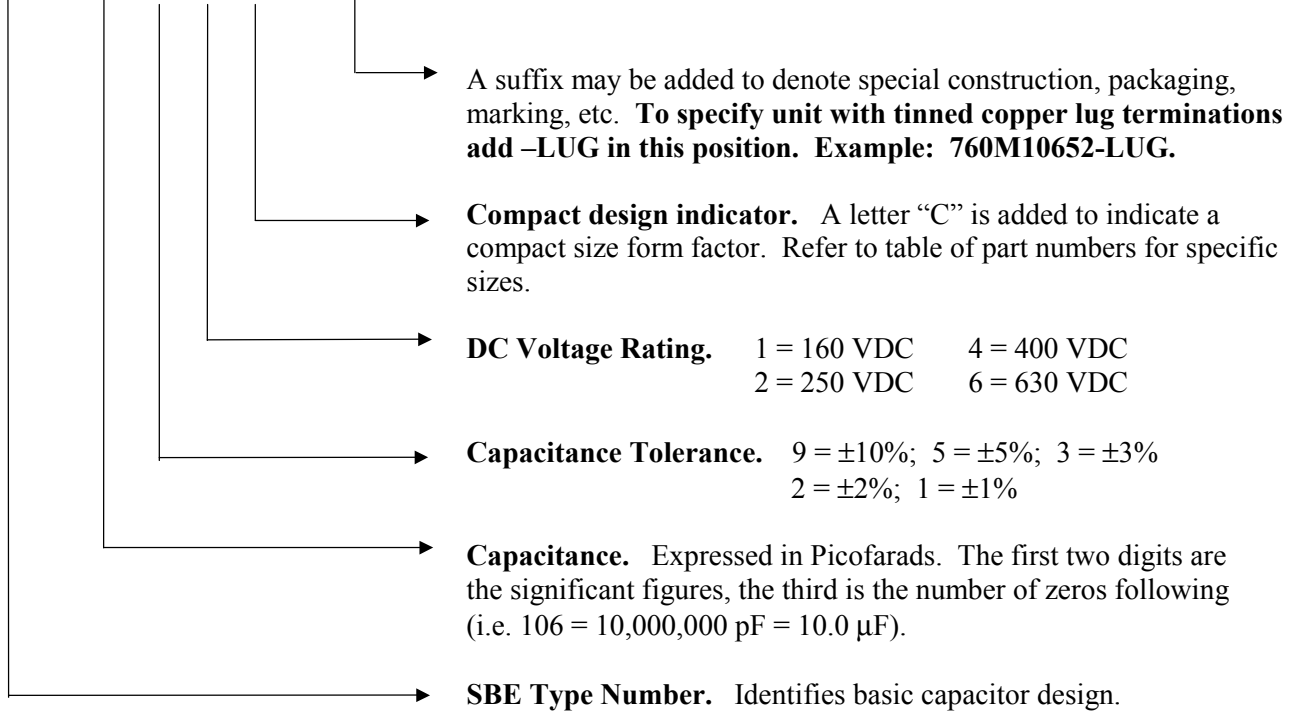 A suffix may be added to denote special construction, packaging,
marking, etc. To specify unit with tinned copper lug terminations
add –LUG in this position. Example: 760M10652-LUG.
Compact design indicator. A letter “C” is added to indicate a
compact size form factor. Refer to table of part numbers for specific
sizes.
DC Voltage Rating. 1 = 160 VDC 4 = 400 VDC
2 = 250 VDC 6 = 630 VDC
Capacitance Tolerance. 9 = ±10%; 5 = ±5%; 3 = ±3%
2 = ±2%; 1 = ±1%
Capacitance. Expressed in Picofarads. The first two digits are
the significant figures, the third is the number of zeros following
(i.e. 106 = 10,000,000 pF = 10.0 μF).
SBE Type Number. Identifies basic capacitor design.